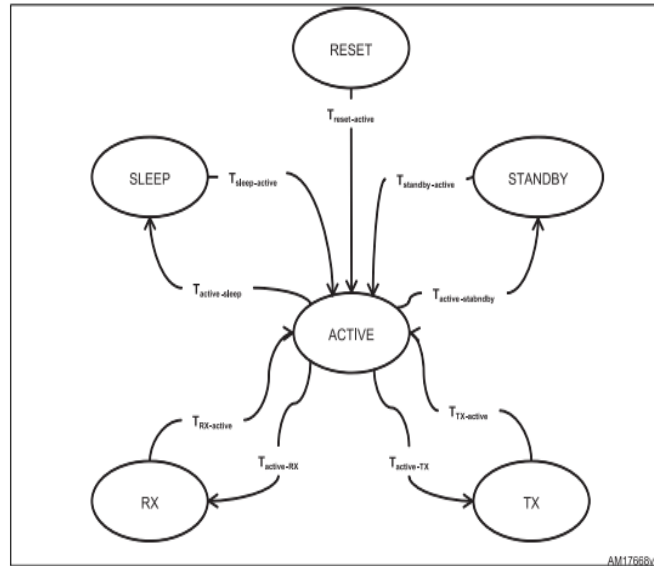 RESET
Treset-active
SLEEP
Tsleep-active
Tstandby-active
STANDBY
Tactive-sleep
Tactive-stabndby
ACTIVE
TRX-active
TTX-active
Tactive-RX
Tactive-TX
RX
TX
AM17668v